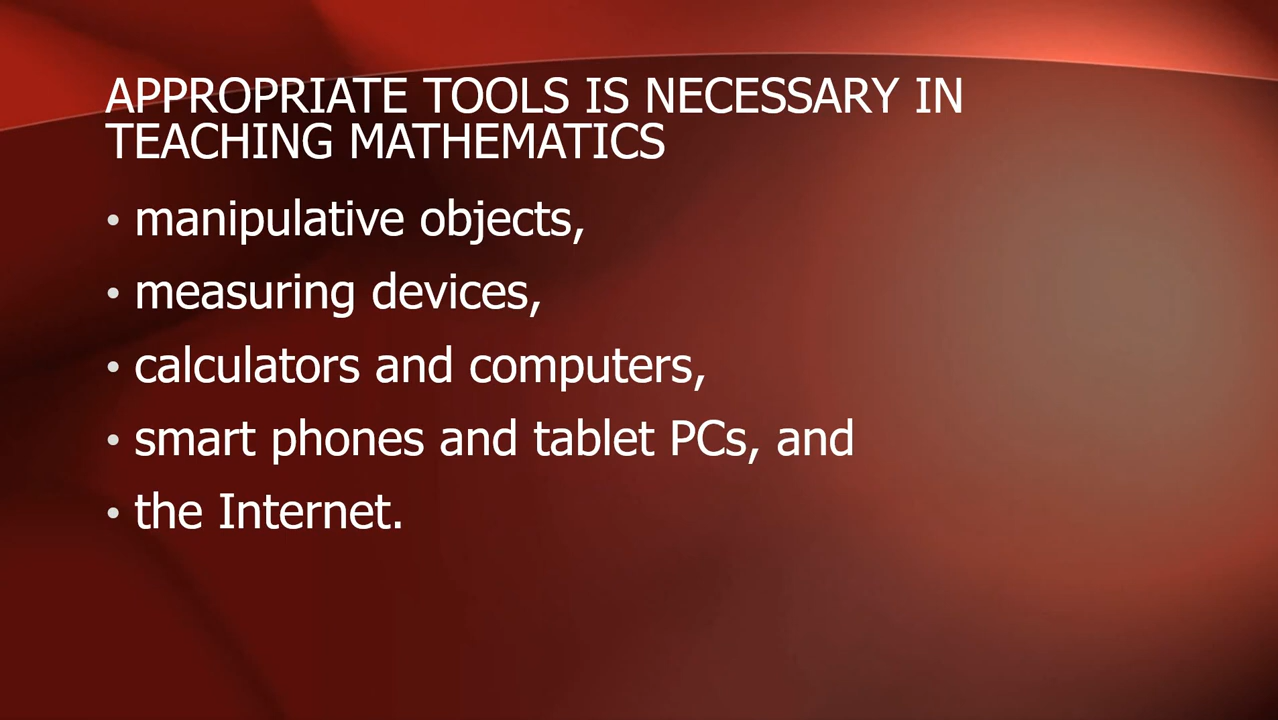 APPROPRIATE TOOLS IS NECESSARY IN
TEACHING MATHEMATICS
• manipulative objects,
• measuring devices,
• calculators and computers,
• smart phones and tablet PCs, and
• the Internet.